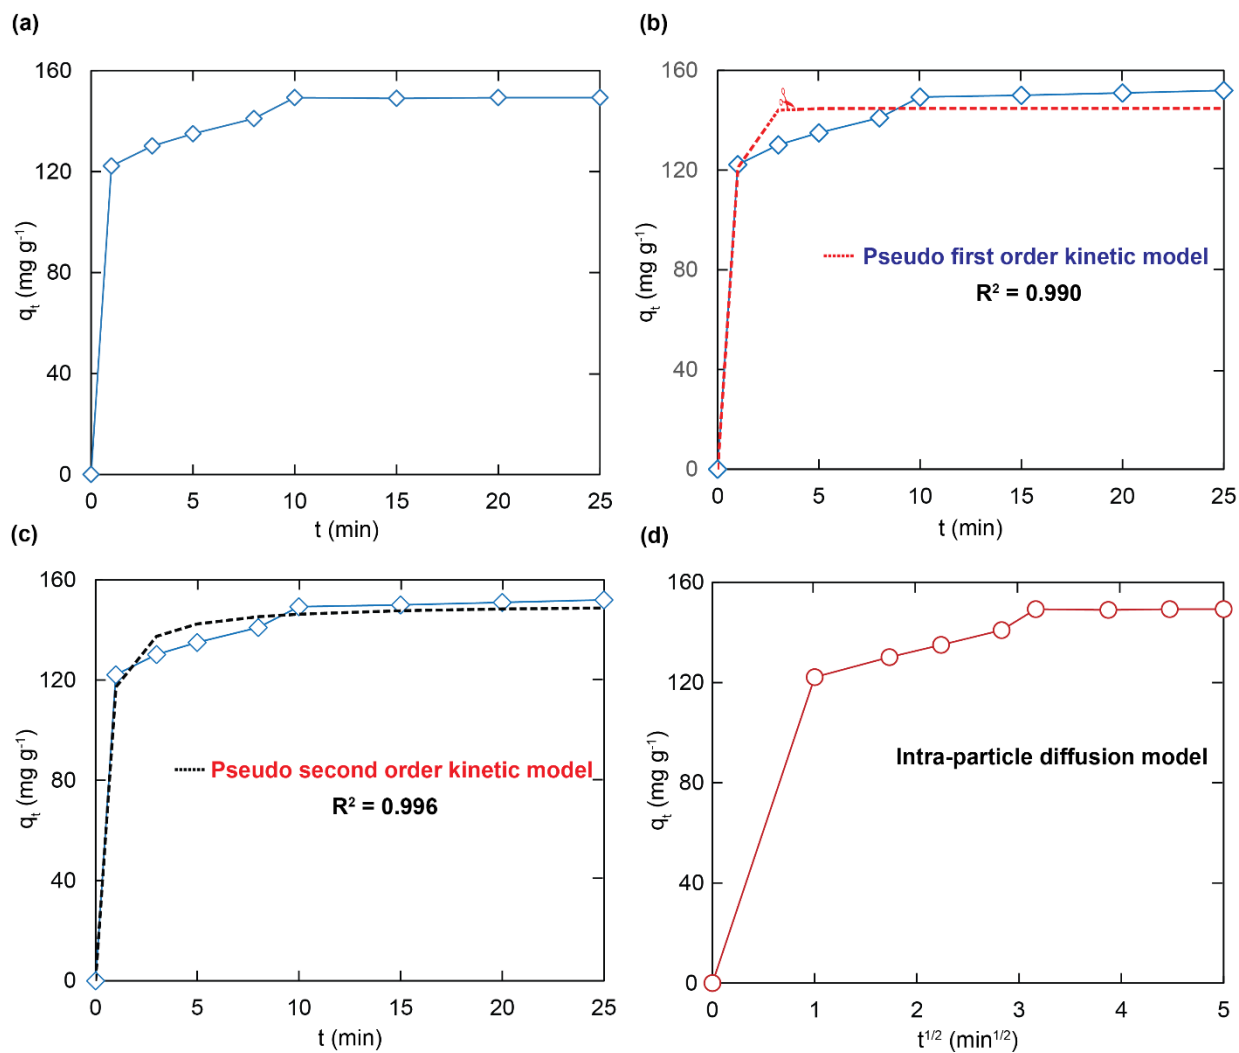 (a)
160
120
80
40
0
qt (mg g-1)
0 5 10 15 20 25
t (min)
(b)
160
120
80
40
0
qt (mg g-1)
Pseudo first order kinetic model
R2 = 0.990
0 5 10 15 20 25
t (min)
(c)
160
120
80
40
0
qt (mg g-1)
Pseudo second order kinetic model
R2 = 0.996
0 5 10 15 20 25
t (min)
(d)
160
120
80
40
0
qt (mg g-1)
Intra-particle diffusion model
0 1 2 3 4 5
t1/2 (min1/2)